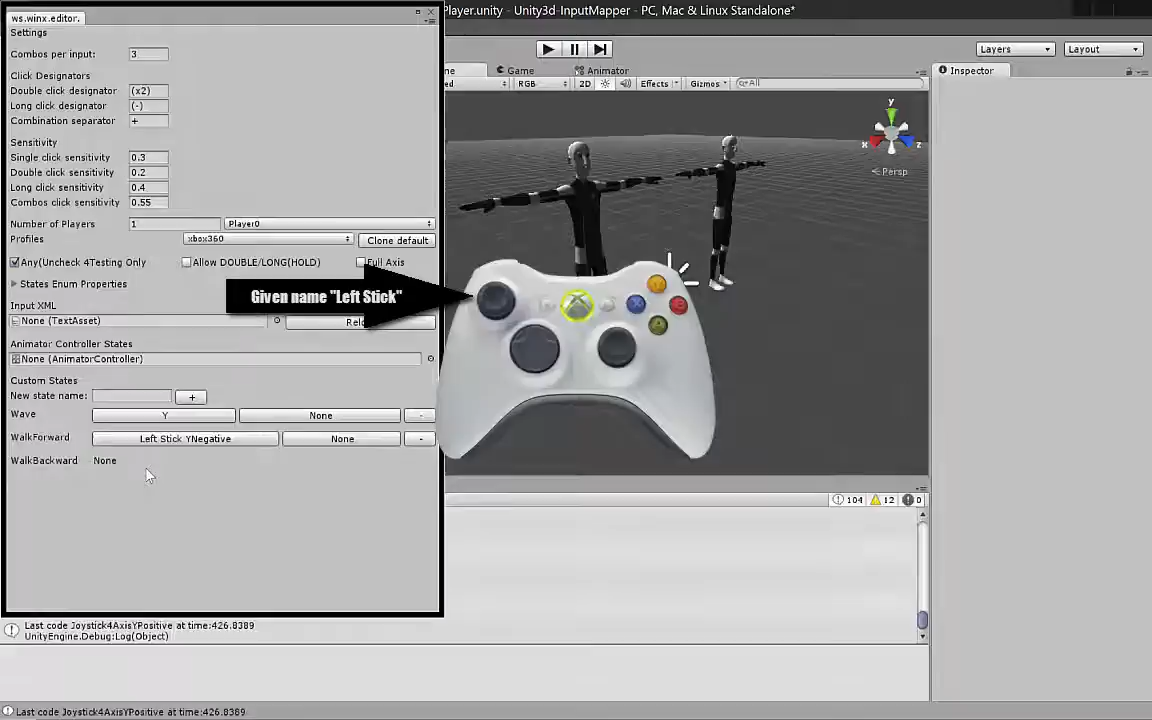 ws.winx.editor.
Player.unity - Unity3d-InputMapper - PC, Mac & Linux Standalone*
Settings
Combos per input: 3
Click Designators
Double click designator (x2)
Long click designator (-)
Combination separator +
Sensitivity
Single click sensitivity 0.3
Double click sensitivity 0.2
Long click sensitivity 0.4
Combos click sensitivity 0.55
Number of Players 1 Player0
Profiles xbox360 Clone default
Any(Uncheck 4Testing Only Allow DOUBLE/LONG(HOLD) Full Axis
States Enum Properties
Input XML
None (TextAsset)
Animator Controller States
None (AnimatorController)
Custom States
New state name: +
Wave Y None -
WalkForward Left Stick YNegative None -
WalkBackward None
Given name "Left Stick"
Layers Layout
Game Animator
RGB 2D Effects Gizmos All
Inspector
y
x z
Persp
X B
104 12 0
Last code Joystick4AxisYPositive at time:426.8389
UnityEngine.Debug:Log(Object)
Last code Joystick4AxisYPositive at time:426.8389